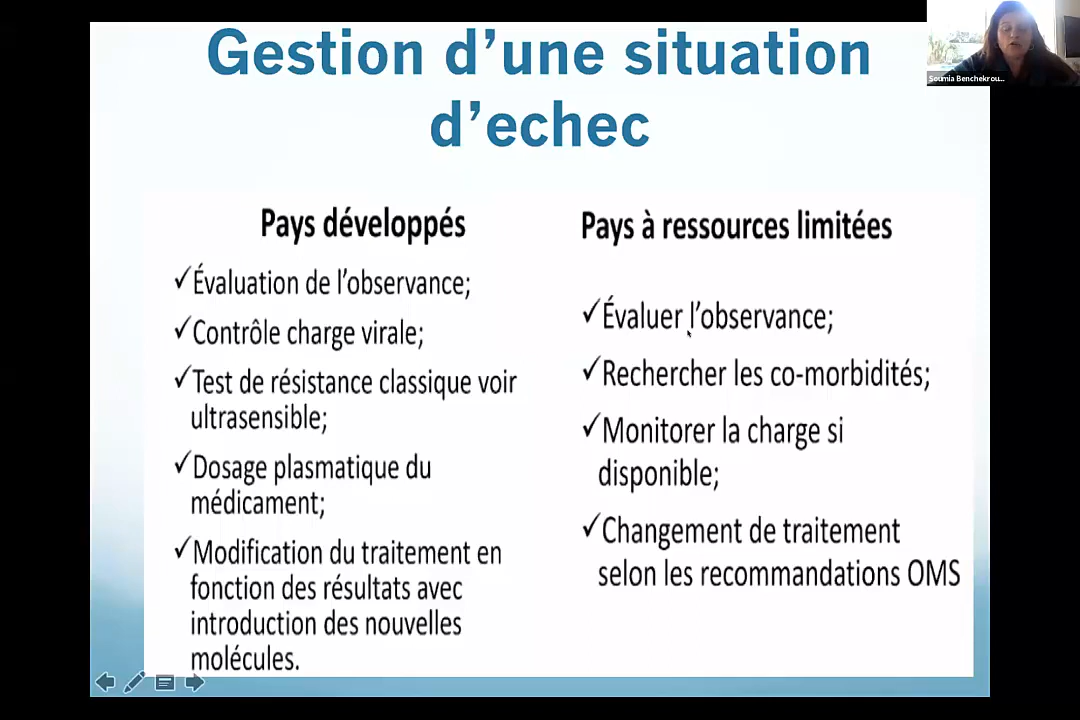 Gestion d'une situation
d'echec
Soumia Benchekrou...
Pays développés
✓Évaluation de l'observance;
✓Contrôle charge virale;
✓Test de résistance classique voir
ultrasensible;
✓Dosage plasmatique du
médicament;
✓Modification du traitement en
fonction des résultats avec
introduction des nouvelles
molécules.
Pays à ressources limitées
✓Évaluer l'observance;
✓Rechercher les co-morbidités;
✓Monitorer la charge si
disponible;
✓Changement de traitement
selon les recommandations OMS